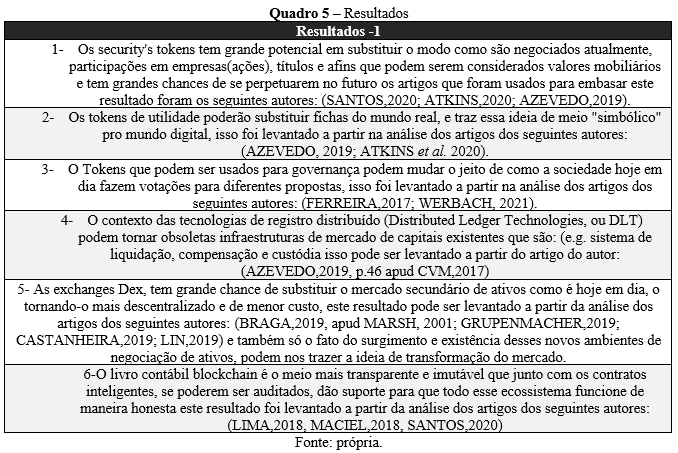 Quadro 5 – Resultados
Resultados -1
1- Os security's tokens tem grande potencial em substituir o modo como são negociados atualmente,
participações em empresas(ações), títulos e afins que podem serem considerados valores mobiliários
e tem grandes chances de se perpetuarem no futuro os artigos que foram usados para embasar este
resultado foram os seguintes autores: (SANTOS,2020; ATKINS,2020; AZEVEDO,2019).
2- Os tokens de utilidade poderão substituir fichas do mundo real, e traz essa ideia de meio "simbólico"
pro mundo digital, isso foi levantado a partir na análise dos artigos dos seguintes autores:
(AZEVEDO, 2019; ATKINS et al. 2020).
3- O Tokens que podem ser usados para governança podem mudar o jeito de como a sociedade hoje em
dia fazem votações para diferentes propostas, isso foi levantado a partir na análise dos artigos dos
seguintes autores: (FERREIRA,2017; WERBACH, 2021).
4- O contexto das tecnologias de registro distribuído (Distributed Ledger Technologies, ou DLT)
podem tornar obsoletas infraestruturas de mercado de capitais existentes que são: (e.g. sistema de
liquidação, compensação e custódia isso pode ser levantado a partir do artigo do autor:
(AZEVEDO,2019, p.46 apud CVM,2017)
5- As exchanges Dex, tem grande chance de substituir o mercado secundário de ativos como é hoje em dia, o
tornando-o mais descentralizado e de menor custo, este resultado pode ser levantado a partir da análise dos
artigos dos seguintes autores: (BRAGA,2019, apud MARSH, 2001; GRUPENMACHER,2019;
CASTANHEIRA,2019; LIN,2019) e também só o fato do surgimento e existência desses novos ambientes de
negociação de ativos, podem nos trazer a ideia de transformação do mercado.
6-O livro contábil blockchain é o meio mais transparente e imutável que junto com os contratos
inteligentes, se poderem ser auditados, dão suporte para que todo esse ecossistema funcione de
maneira honesta este resultado foi levantado a partir da análise dos artigos dos seguintes autores:
(LIMA,2018, MACIEL,2018, SANTOS,2020)
Fonte: própria.